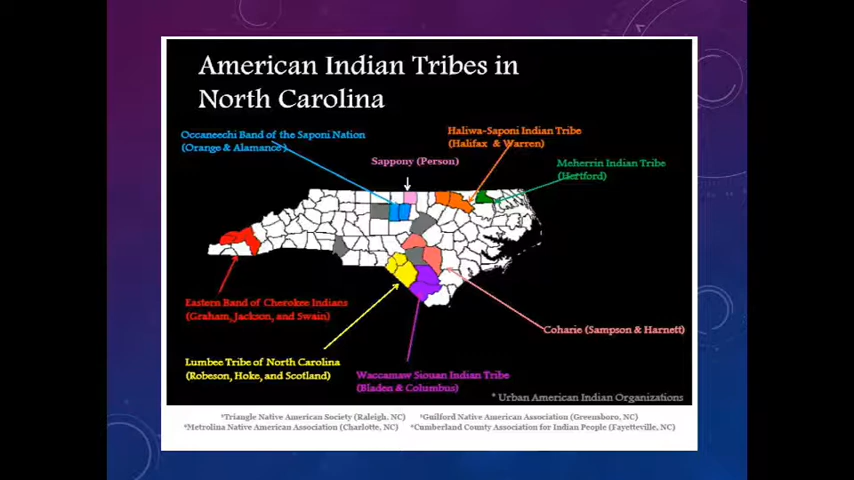 American Indian Tribes in
North Carolina
Occaneechi Band of the Saponi Nation
(Orange & Alamance)
Haliwa-Saponi Indian Tribe
(Halifax & Warren)
Sappony (Person)
Meherrin Indian Tribe
(Hertford)
Eastern Band of Cherokee Indians
(Graham, Jackson, and Swain)
Coharie (Sampson & Harnett)
Lumbee Tribe of North Carolina
(Robeson, Hoke, and Scotland)
Waccamaw Siouan Indian Tribe
(Bladen & Columbus)
* Urban American Indian Organizations
*Triangle Native American Society (Raleigh, NC) *Guilford Native American Association (Greensboro, NC)
*Metrolina Native American Association (Charlotte, NC) *Cumberland County Association for Indian People (Fayetteville, NC)